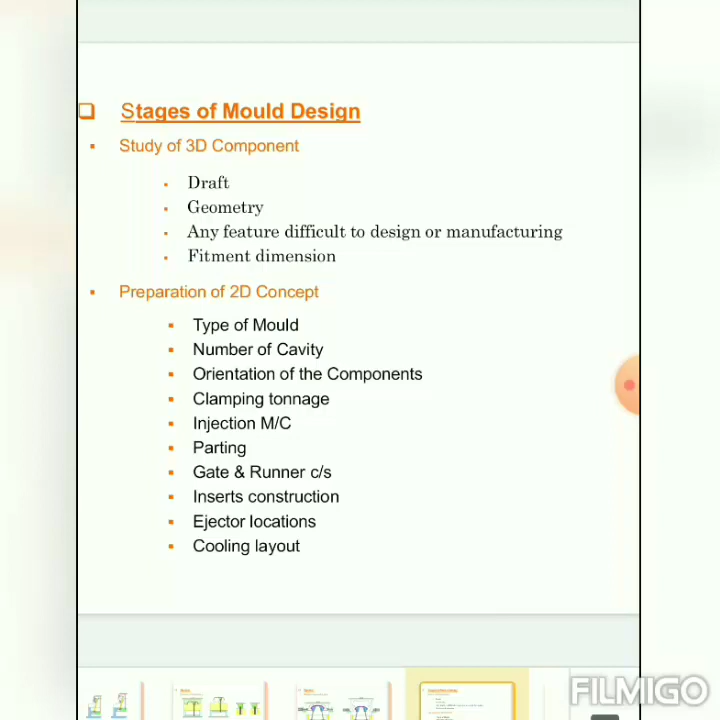 Stages of Mould Design
Study of 3D Component
Draft
Geometry
Any feature difficult to design or manufacturing
Fitment dimension
Preparation of 2D Concept
Type of Mould
Number of Cavity
Orientation of the Components
Clamping tonnage
Injection M/C
Parting
Gate & Runner c/s
Inserts construction
Ejector locations
Cooling layout
FILMIGO